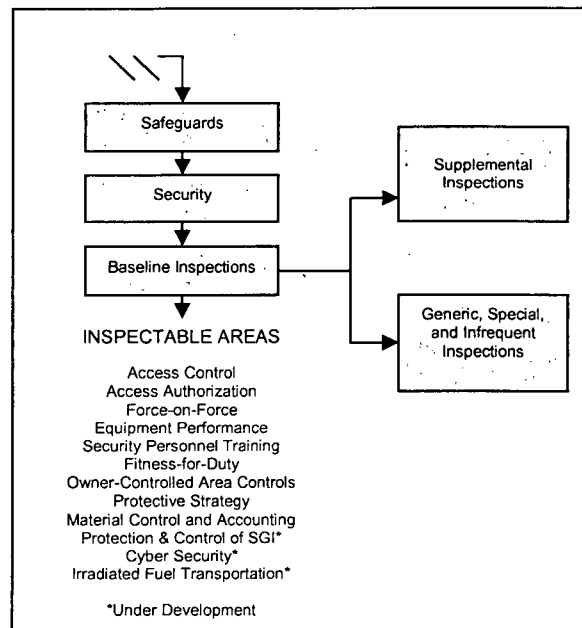 Safeguards
Security
Baseline Inspections
Supplemental
Inspections
Generic, Special,
and Infrequent
Inspections
INSPECTABLE AREAS
Access Control
Access Authorization
Force-on-Force
Equipment Performance
Security Personnel Training
Fitness-for-Duty
Owner-Controlled Area Controls
Protective Strategy
Material Control and Accounting
Protection & Control of SGI*
Cyber Security*
Irradiated Fuel Transportation*
*Under Development